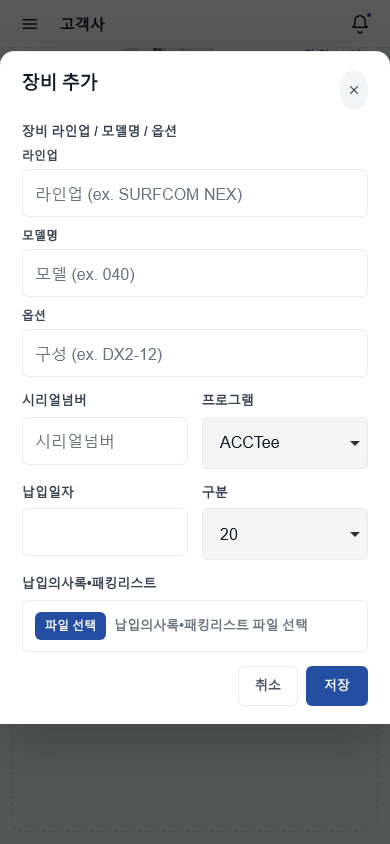 고객사
장비 추가
×
장비 라인업 / 모델명 / 옵션
라인업
라인업 (ex. SURFCOM NEX)
모델명
모델 (ex. 040)
옵션
구성 (ex. DX2-12)
시리얼넘버 프로그램
시리얼넘버 ACCTee
납입일자 구분
20
납입의사록•패킹리스트
파일 선택 납입의사록•패킹리스트 파일 선택
취소 저장